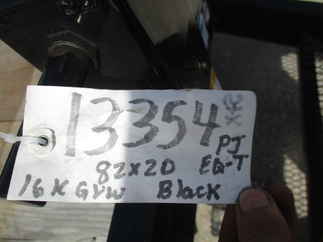 13354 PJ
82x20 EQ-T
16K GVW Black